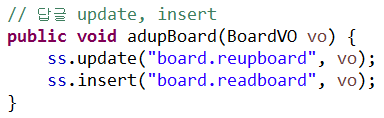 // 답글 update, insert
public void adupBoard(BoardVO vo) {
    ss.update("board.reupboard", vo);
    ss.insert("board.readboard", vo);
}